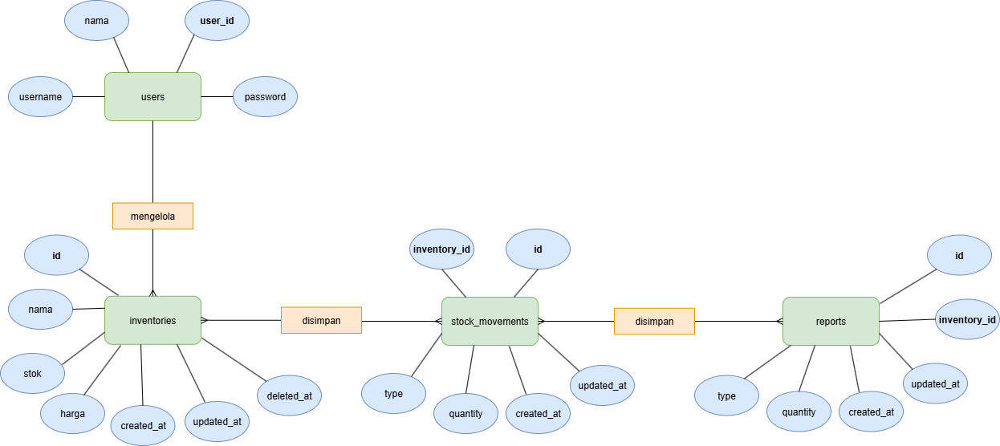 nama
user_id
username
users
password
mengelola
id
nama
inventories
stok
harga
created_at
updated_at
deleted_at
disimpan
inventory_id
id
stock_movements
type
quantity
created_at
updated_at
disimpan
id
reports
inventory_id
type
quantity
created_at
updated_at